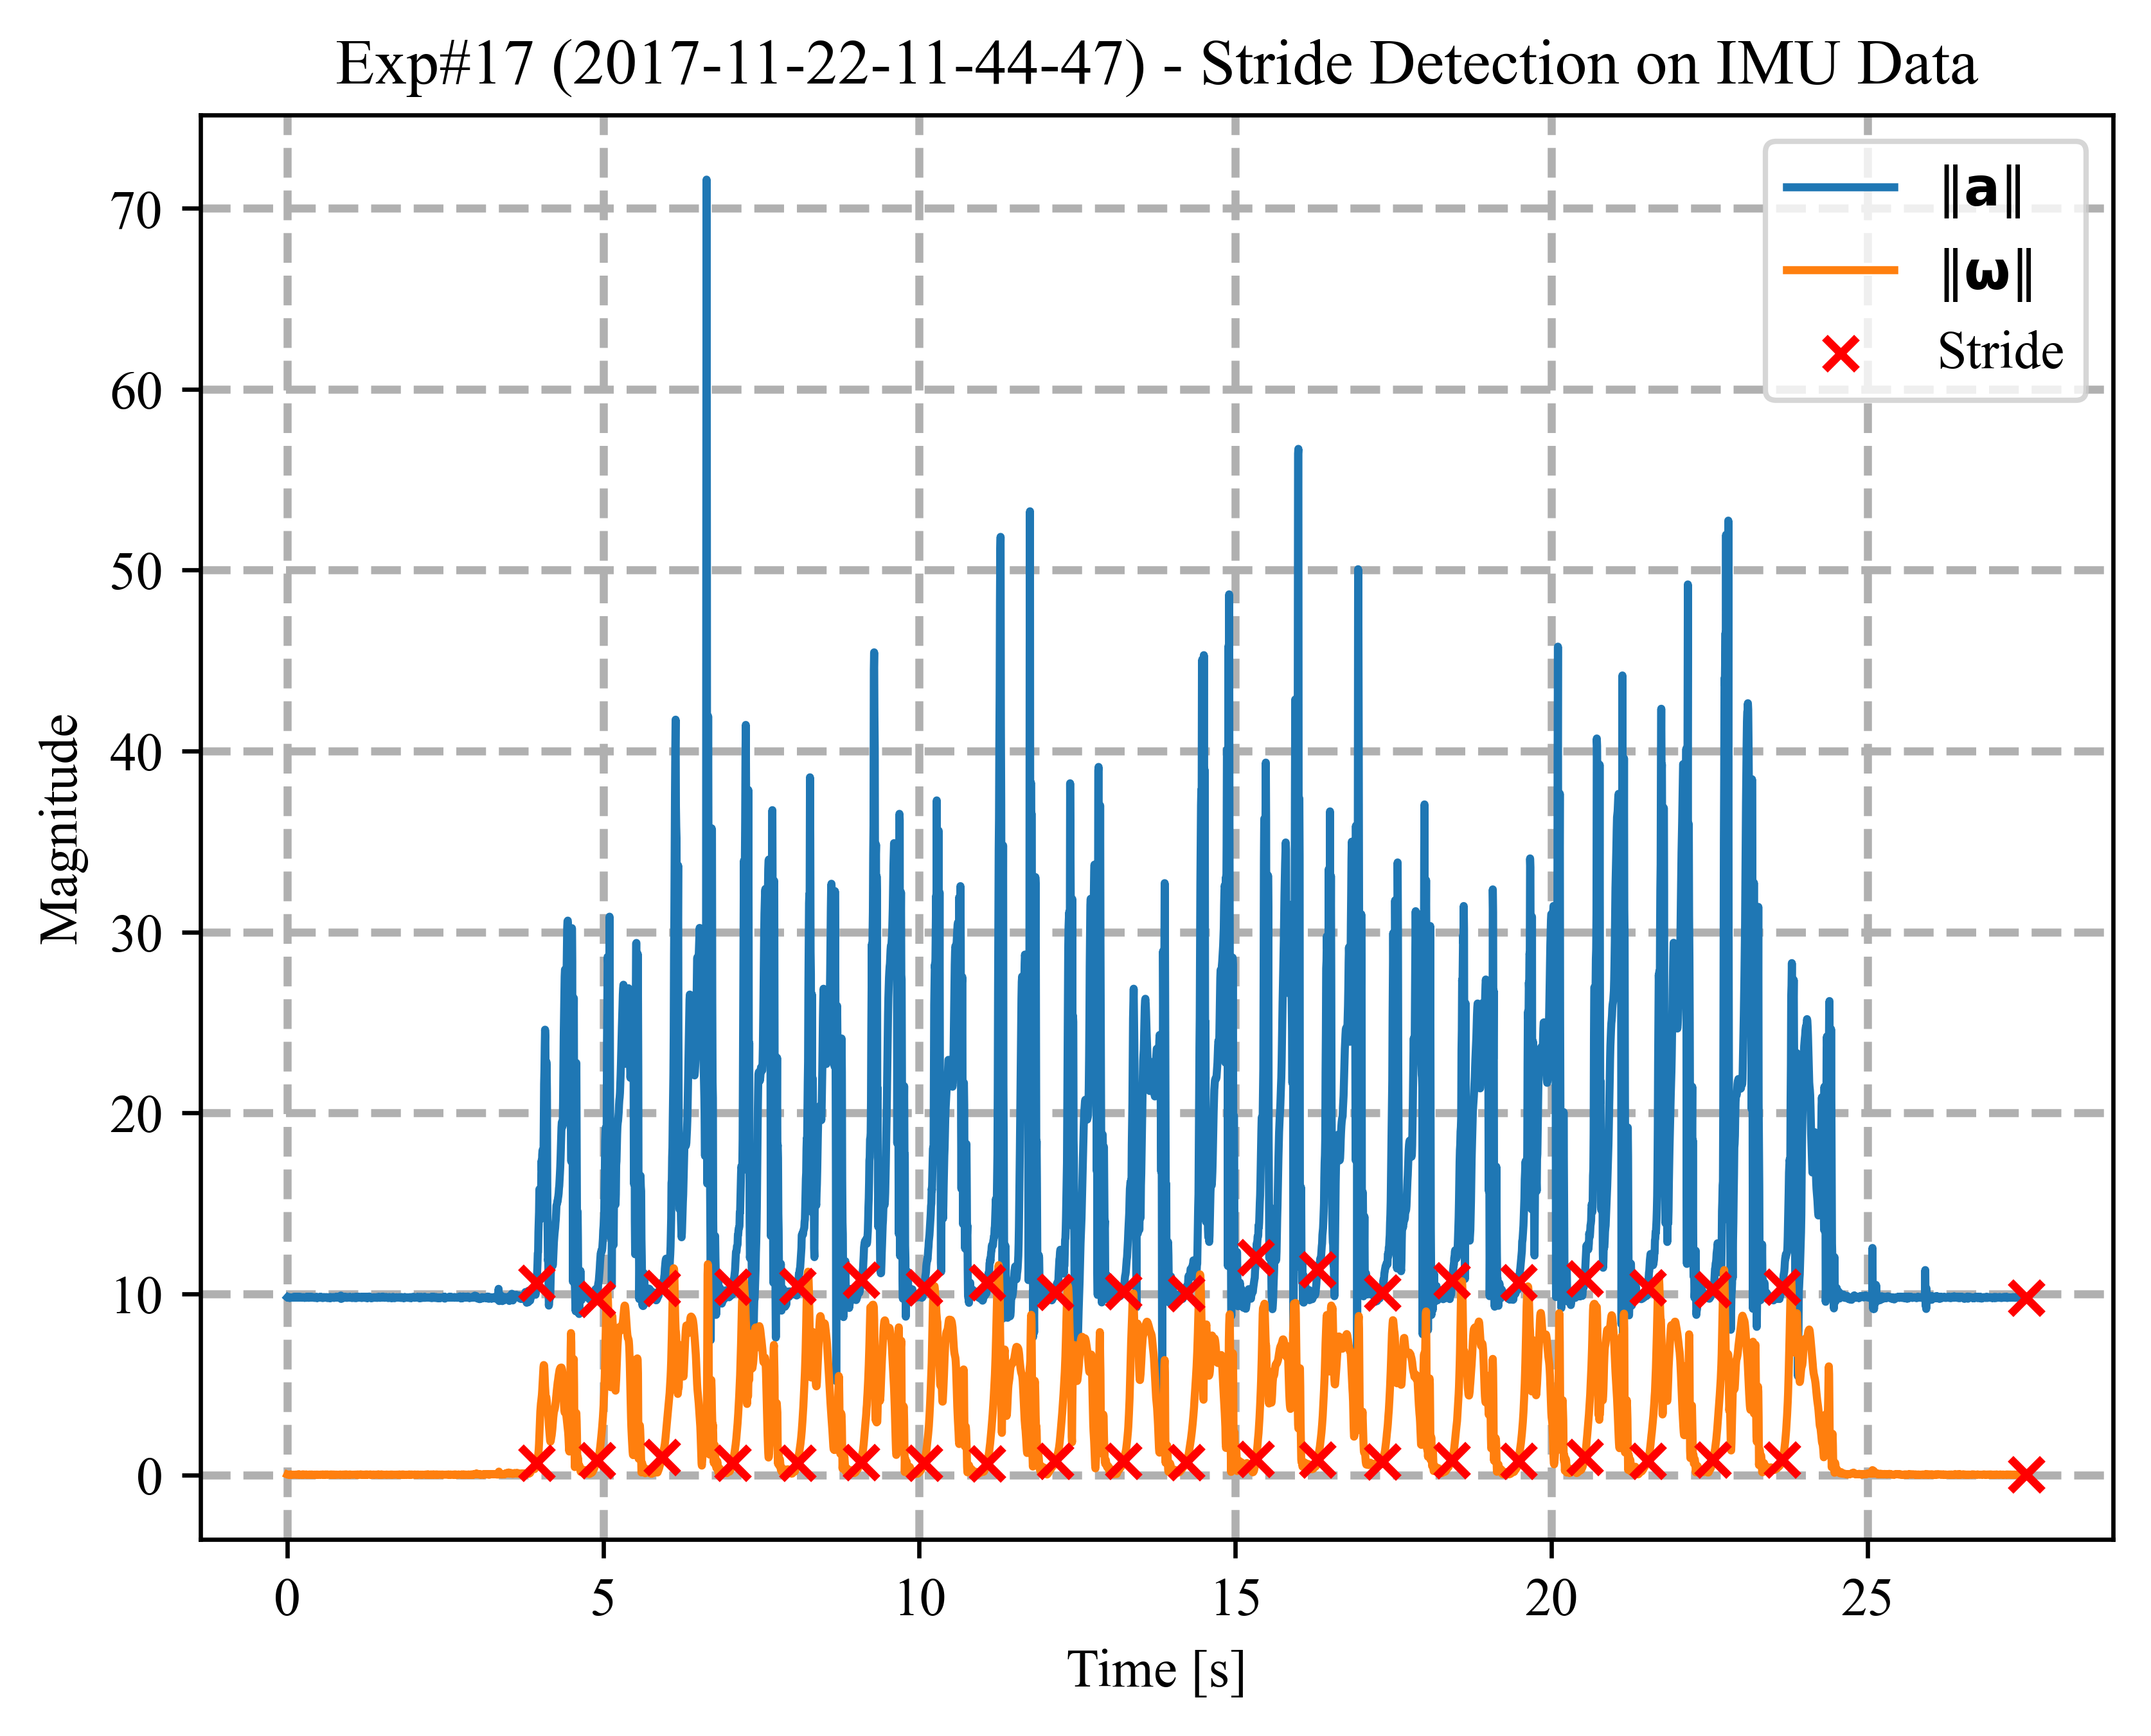 Exp#17 (2017-11-22-11-44-47) - Stride Detection on IMU Data
‖a‖
‖ω‖
Stride
70
60
50
40
30
20
10
0
Magnitude
0 5 10 15 20 25
Time [s]